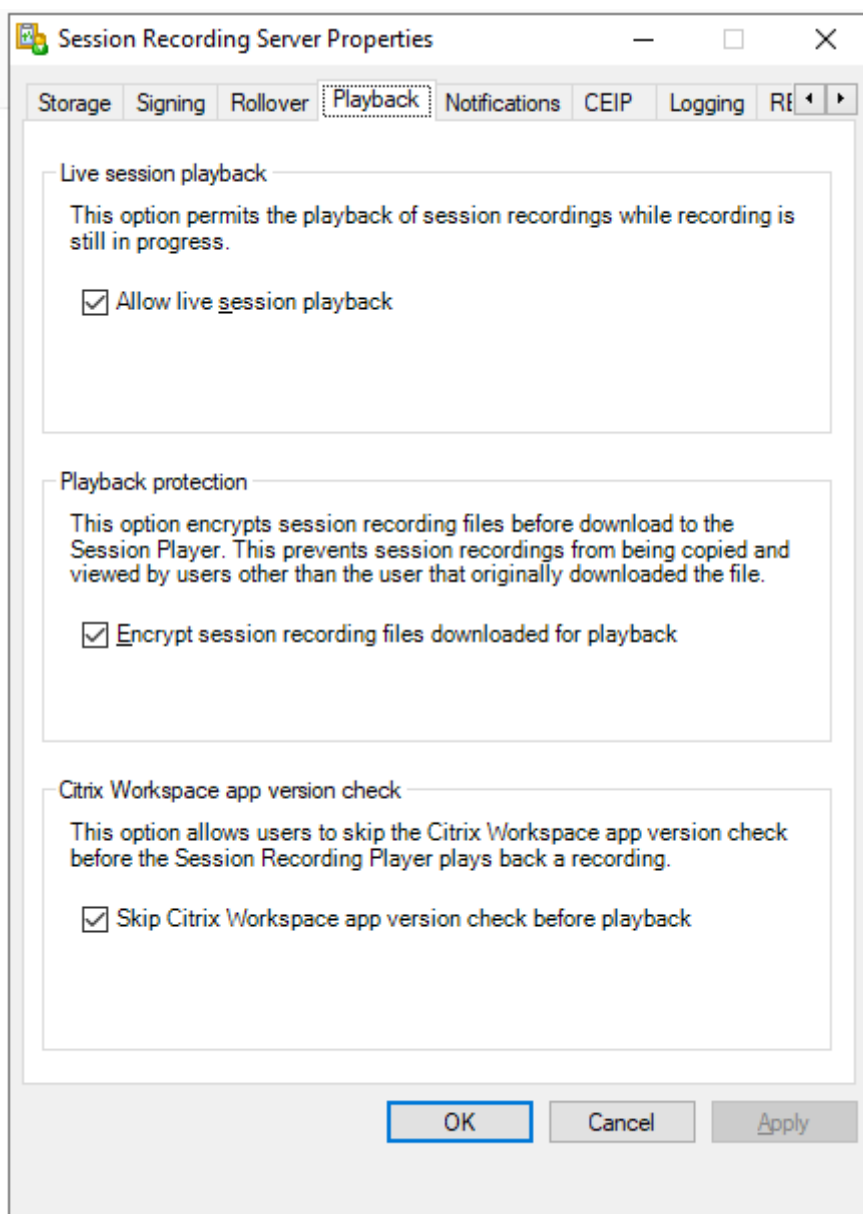 Session Recording Server Properties
Storage Signing Rollover Playback Notifications CEIP Logging
Live session playback
This option permits the playback of session recordings while recording is
still in progress.
Allow live session playback
Playback protection
This option encrypts session recording files before download to the
Session Player. This prevents session recordings from being copied and
viewed by users other than the user that originally downloaded the file.
Encrypt session recording files downloaded for playback
Citrix Workspace app version check
This option allows users to skip the Citrix Workspace app version check
before the Session Recording Player plays back a recording.
Skip Citrix Workspace app version check before playback
OK Cancel Apply